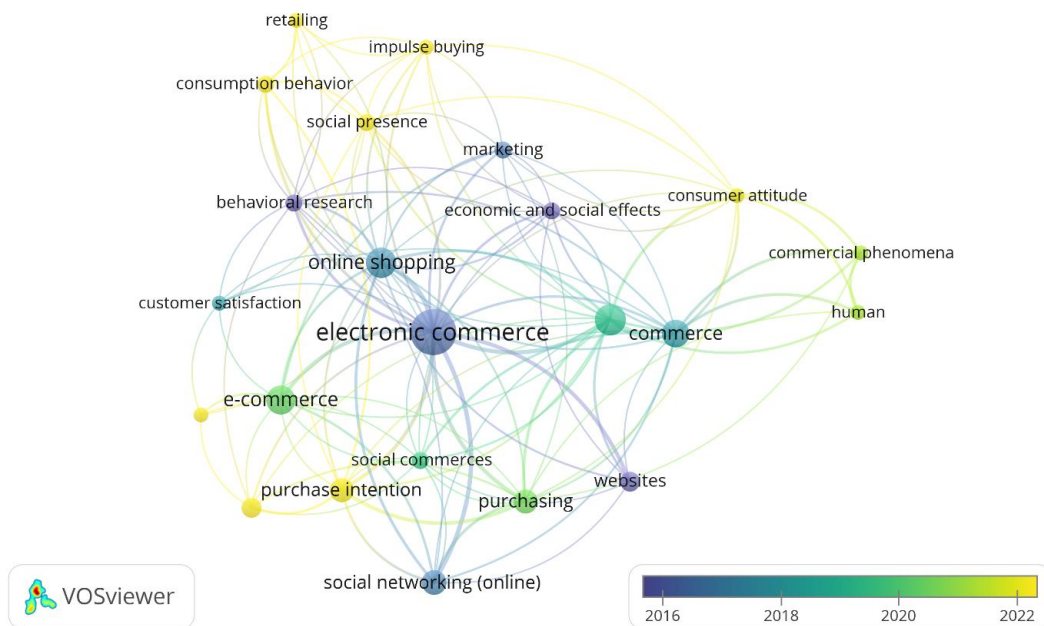 retailing
impulse buying
consumption behavior
social presence
marketing
behavioral research
economic and social effects
consumer attitude
commercial phenomena
online shopping
customer satisfaction
human
electronic commerce
commerce
e-commerce
social commerces
websites
purchase intention
purchasing
social networking (online)
VOSviewer
2016 2018 2020 2022